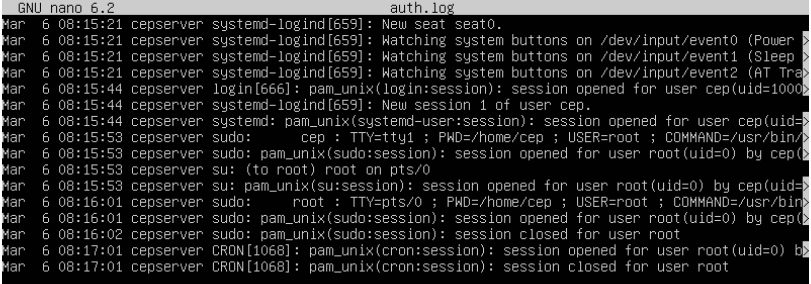 GNU nano 6.2 auth.log
Mar  6 08:15:21 cepserver systemd-logind[659]: New seat seat0.
Mar  6 08:15:21 cepserver systemd-logind[659]: Watching system buttons on /dev/input/event0 (Power >
Mar  6 08:15:21 cepserver systemd-logind[659]: Watching system buttons on /dev/input/event1 (Sleep >
Mar  6 08:15:21 cepserver systemd-logind[659]: Watching system buttons on /dev/input/event2 (AT Tra>
Mar  6 08:15:44 cepserver login[666]: pam_unix(login:session): session opened for user cep(uid=1000>
Mar  6 08:15:44 cepserver systemd-logind[659]: New session 1 of user cep.
Mar  6 08:15:44 cepserver systemd: pam_unix(systemd-user:session): session opened for user cep(uid=>
Mar  6 08:15:53 cepserver sudo:      cep : TTY=tty1 ; PWD=/home/cep ; USER=root ; COMMAND=/usr/bin/>
Mar  6 08:15:53 cepserver sudo: pam_unix(sudo:session): session opened for user root(uid=0) by cep(>
Mar  6 08:15:53 cepserver su: (to root) root on pts/0
Mar  6 08:15:53 cepserver su: pam_unix(su:session): session opened for user root(uid=0) by cep(uid=>
Mar  6 08:16:01 cepserver sudo:     root : TTY=pts/0 ; PWD=/home/cep ; USER=root ; COMMAND=/usr/bin>
Mar  6 08:16:01 cepserver sudo: pam_unix(sudo:session): session opened for user root(uid=0) by cep(>
Mar  6 08:16:02 cepserver sudo: pam_unix(sudo:session): session closed for user root
Mar  6 08:17:01 cepserver CRON[1068]: pam_unix(cron:session): session opened for user root(uid=0) b>
Mar  6 08:17:01 cepserver CRON[1068]: pam_unix(cron:session): session closed for user root